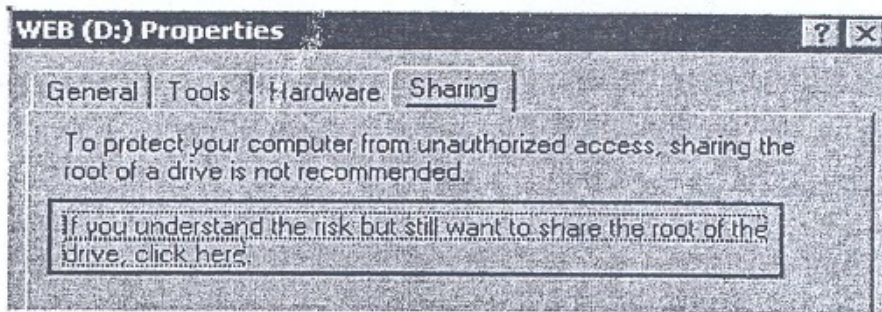 WEB (D:) Properties
General Tools Hardware Sharing
To protect your computer from unauthorized access, sharing the
root of a drive is not recommended.
If you understand the risk but still want to share the root of the
drive, click here.